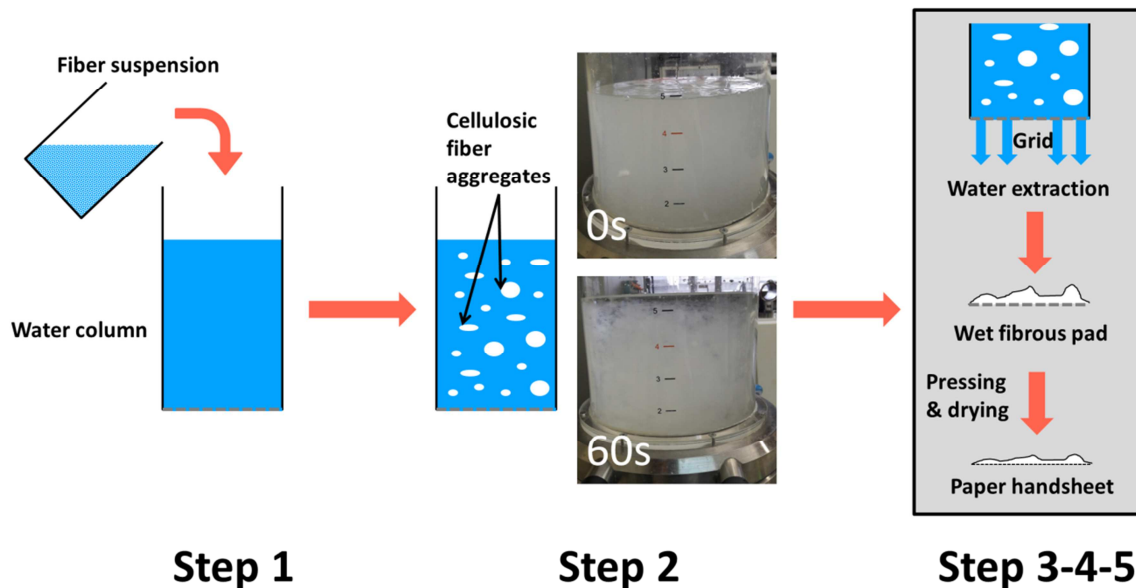 Fiber suspension
Water column
Cellulosic
fiber
aggregates
5
4
3
2
0s
5
4
3
2
60s
Grid
Water extraction
Wet fibrous pad
Pressing
& drying
Paper handsheet
Step 1
Step 2
Step 3-4-5